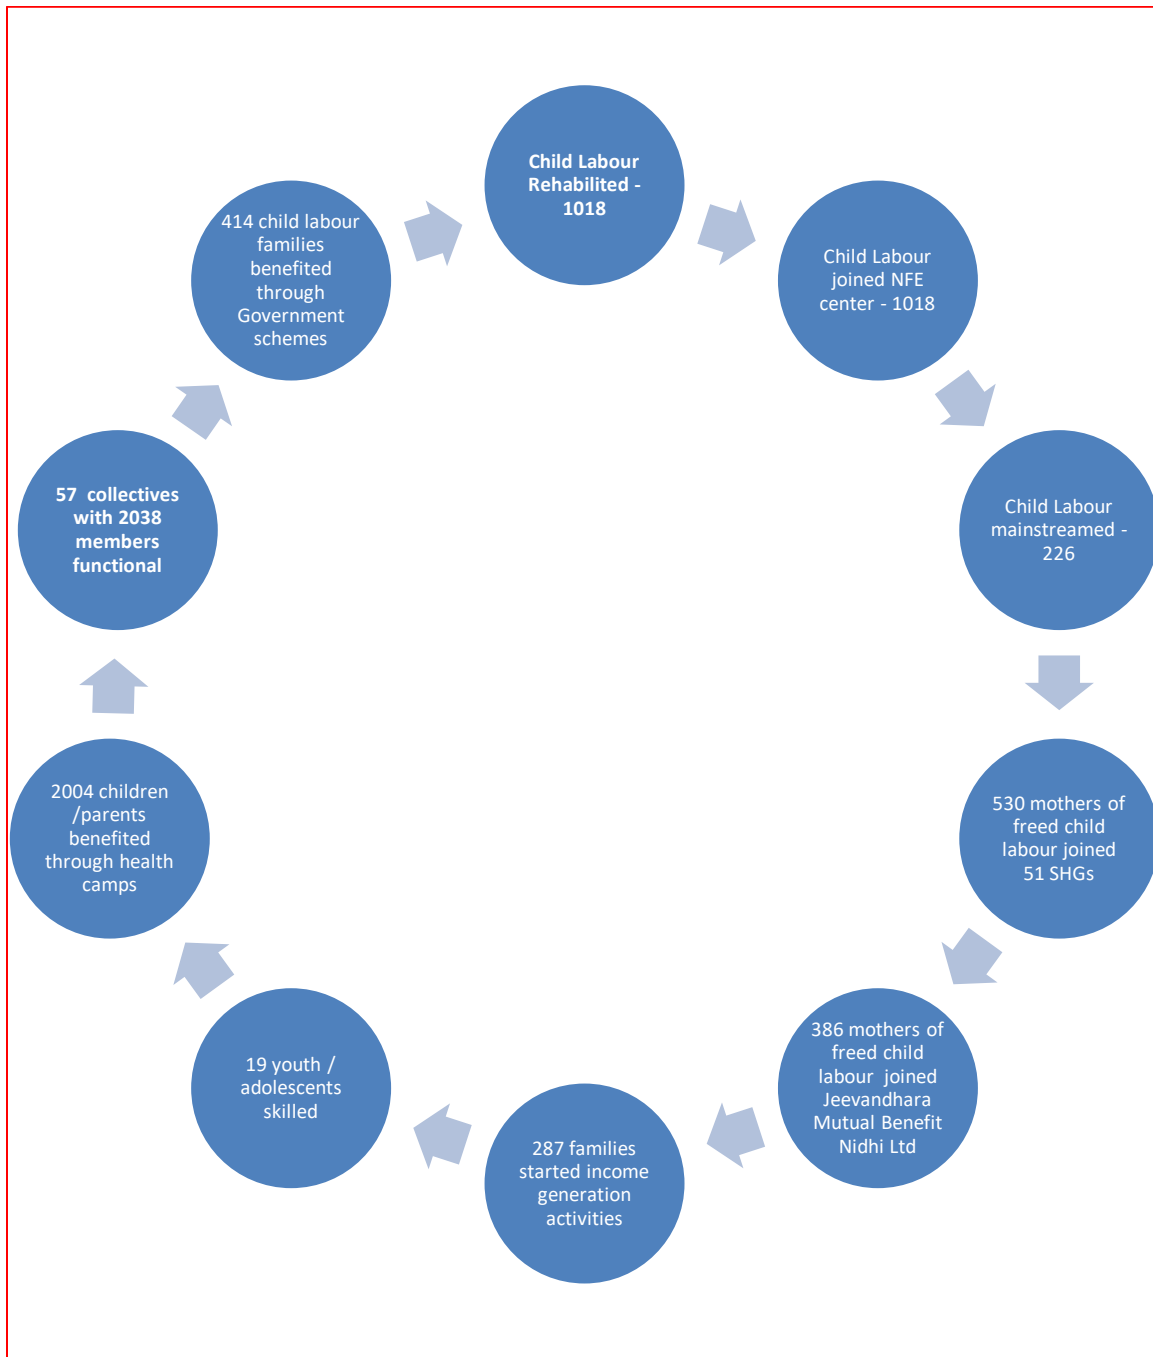 Child Labour
Rehabilited -
1018
Child Labour
joined NFE
center - 1018
Child Labour
mainstreamed -
226
530 mothers of
freed child
labour joined
51 SHGs
386 mothers of
freed child
labour joined
Jeevandhara
Mutual Benefit
Nidhi Ltd
287 families
started income
generation
activities
19 youth /
adolescents
skilled
2004 children
/parents
benefited
through health
camps
57 collectives
with 2038
members
functional
414 child labour
families
benefited
through
Government
schemes